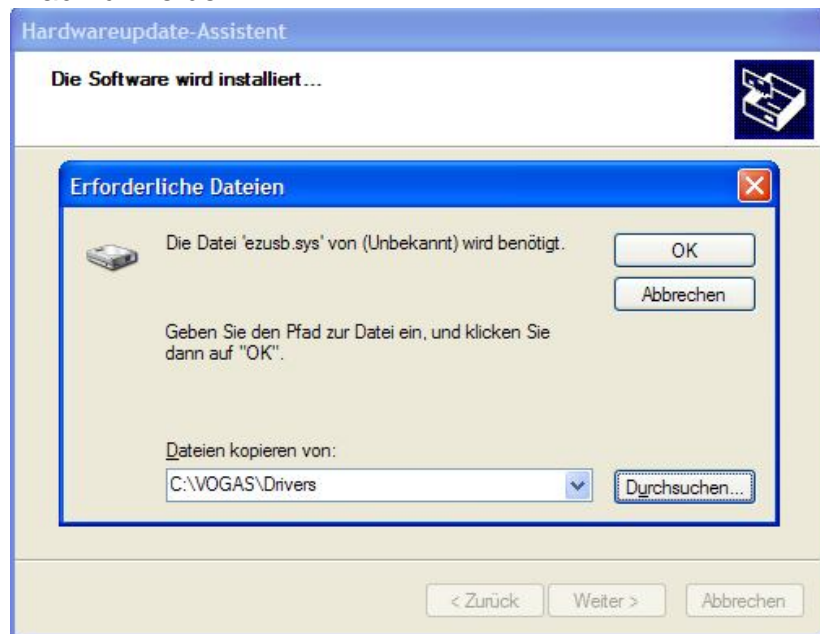 Hardwareupdate-Assistent
Die Software wird installiert...
Erforderliche Dateien
Die Datei 'ezusb.sys' von (Unbekannt) wird benötigt.
OK
Abbrechen
Geben Sie den Pfad zur Datei ein, und klicken Sie
dann auf "OK".
Dateien kopieren von:
C:\VOGAS\Drivers
Durchsuchen...
< Zurück
Weiter >
Abbrechen